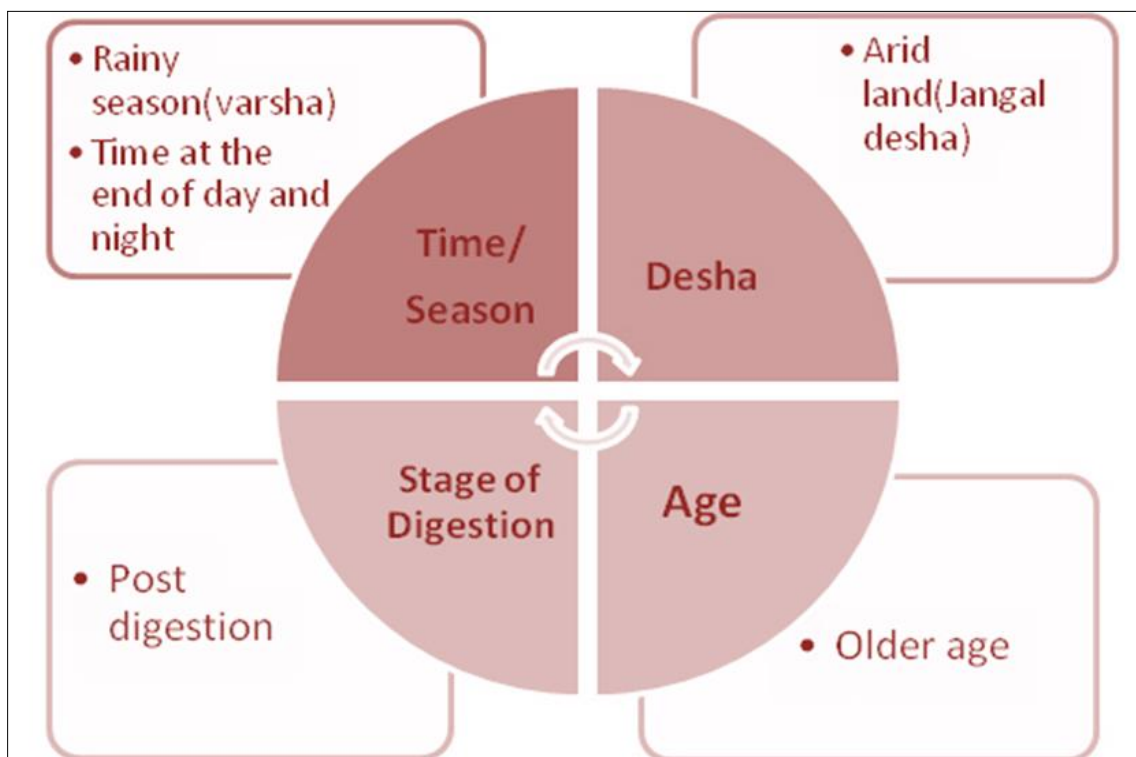 • Rainy
season(varsha)
• Time at the
end of day and
night
• Arid
land(Jangal
desha)
Time/
Season
Desha
Stage of
Digestion
Age
• Post
digestion
• Older age